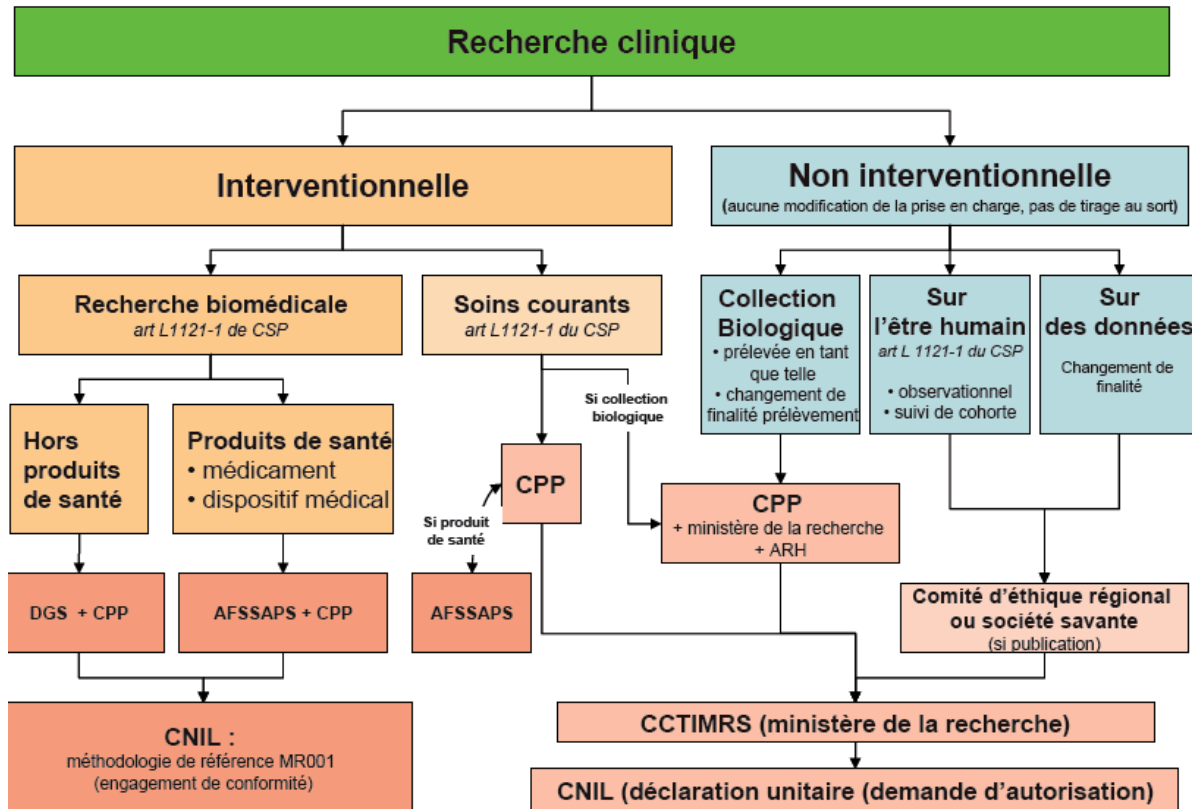 Recherche clinique
Interventionnelle
Non interventionnelle
(aucune modification de la prise en charge, pas de tirage au sort)
Recherche biomédicale
art L1121-1 de CSP
Soins courants
art L1121-1 du CSP
Collection
Biologique
• prélevée en tant
que telle
• changement de
finalité prélèvement
Sur
l'être humain
art L 1121-1 du CSP
• observationnel
• suivi de cohorte
Sur
des données
Changement de
finalité
Hors
produits
de santé
Produits de santé
• médicament
• dispositif médical
Si collection
biologique
CPP
Si produit
de santé
CPP
+ ministère de la recherche
+ ARH
DGS + CPP
AFSSAPS + CPP
AFSSAPS
Comité d'éthique régional
ou société savante
(si publication)
CNIL :
méthodologie de référence MR001
(engagement de conformité)
CCTIMRS (ministère de la recherche)
CNIL (déclaration unitaire (demande d'autorisation)